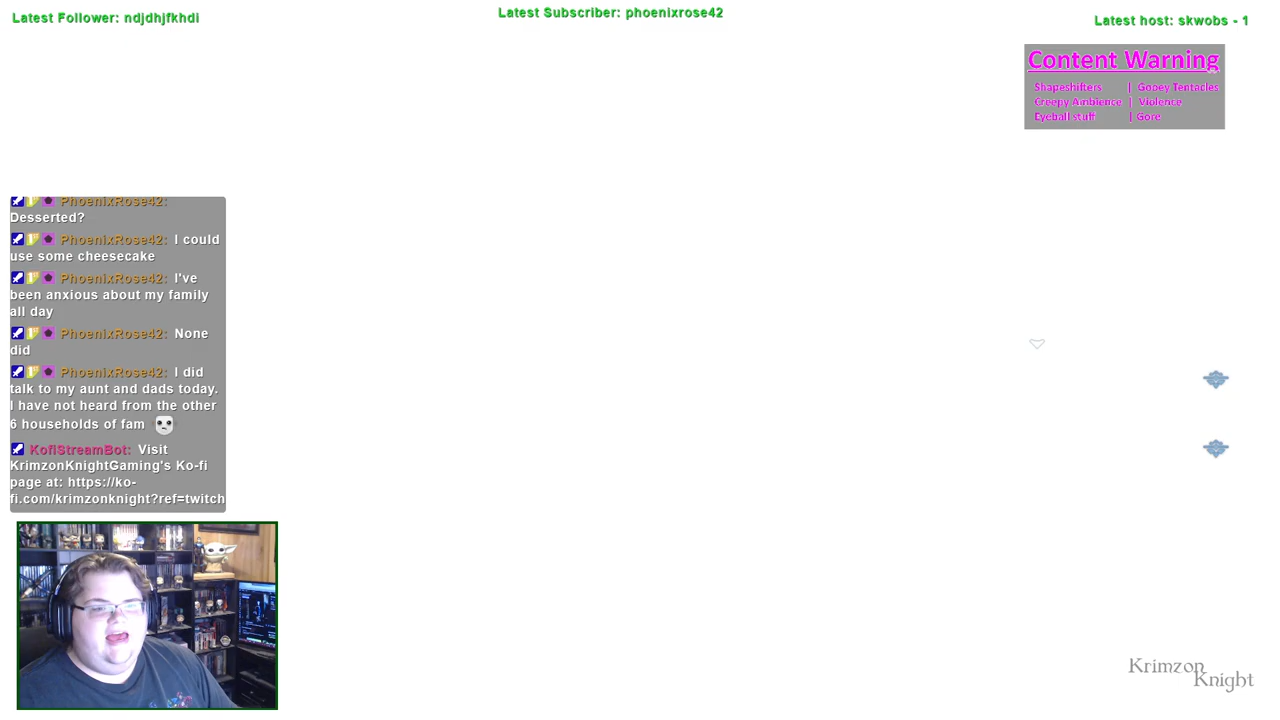 Latest Follower: ndjdhjfkhdi
Latest Subscriber: phoenixrose42
Latest host: skwobs - 1
Content Warning
Shapeshifters | Gooey Tentacles
Creepy Ambience | Violence
Eyeball stuff | Gore
PhoenixRose42:
Desserted?
PhoenixRose42: I could
use some cheesecake
PhoenixRose42: I've
been anxious about my family
all day
PhoenixRose42: None
did
PhoenixRose42: I did
talk to my aunt and dads today.
I have not heard from the other
6 households of fam
KofiStreamBot: Visit
KrimzonKnightGaming's Ko-fi
page at: https://ko-
fi.com/krimzonknight?ref=twitch
Krimzon
Knight